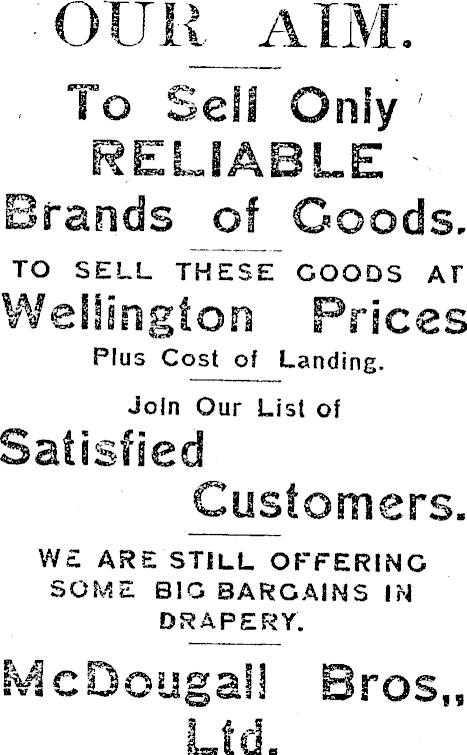 OUR AIM.
To Sell Only
RELIABLE
Brands of Goods.
TO SELL THESE GOODS AT
Wellington Prices
Plus Cost of Landing.
Join Our List of
Satisfied
Customers.
WE ARE STILL OFFERING
SOME BIG BARGAINS IN
DRAPERY.
McDougall Bros.,
Ltd.